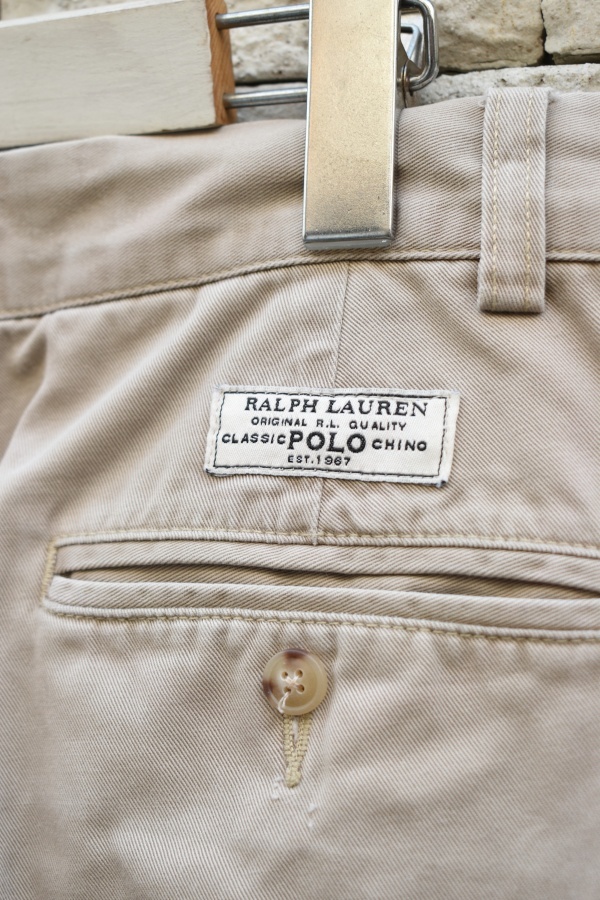 RALPH LAUREN
ORIGINAL R.L. QUALITY
CLASSIC POLO CHINO
EST. 1967